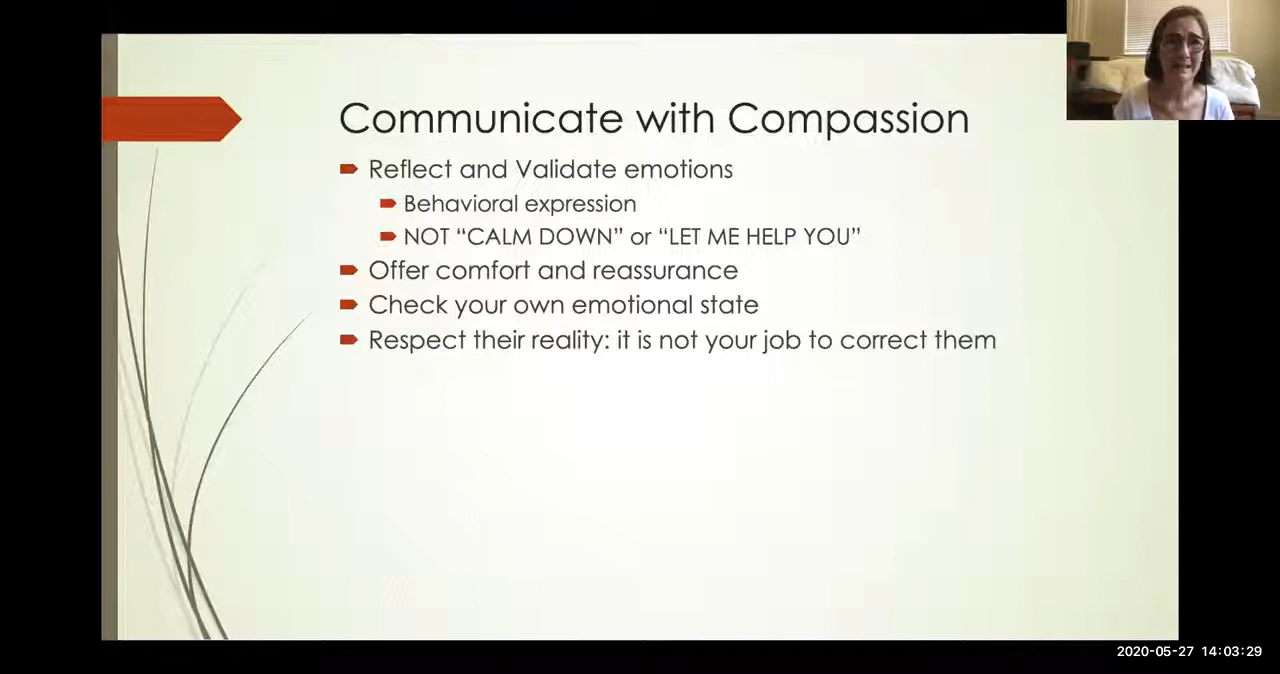 Communicate with Compassion
Reflect and Validate emotions
Behavioral expression
NOT “CALM DOWN” or “LET ME HELP YOU”
Offer comfort and reassurance
Check your own emotional state
Respect their reality: it is not your job to correct them
2020-05-27 14:03:29